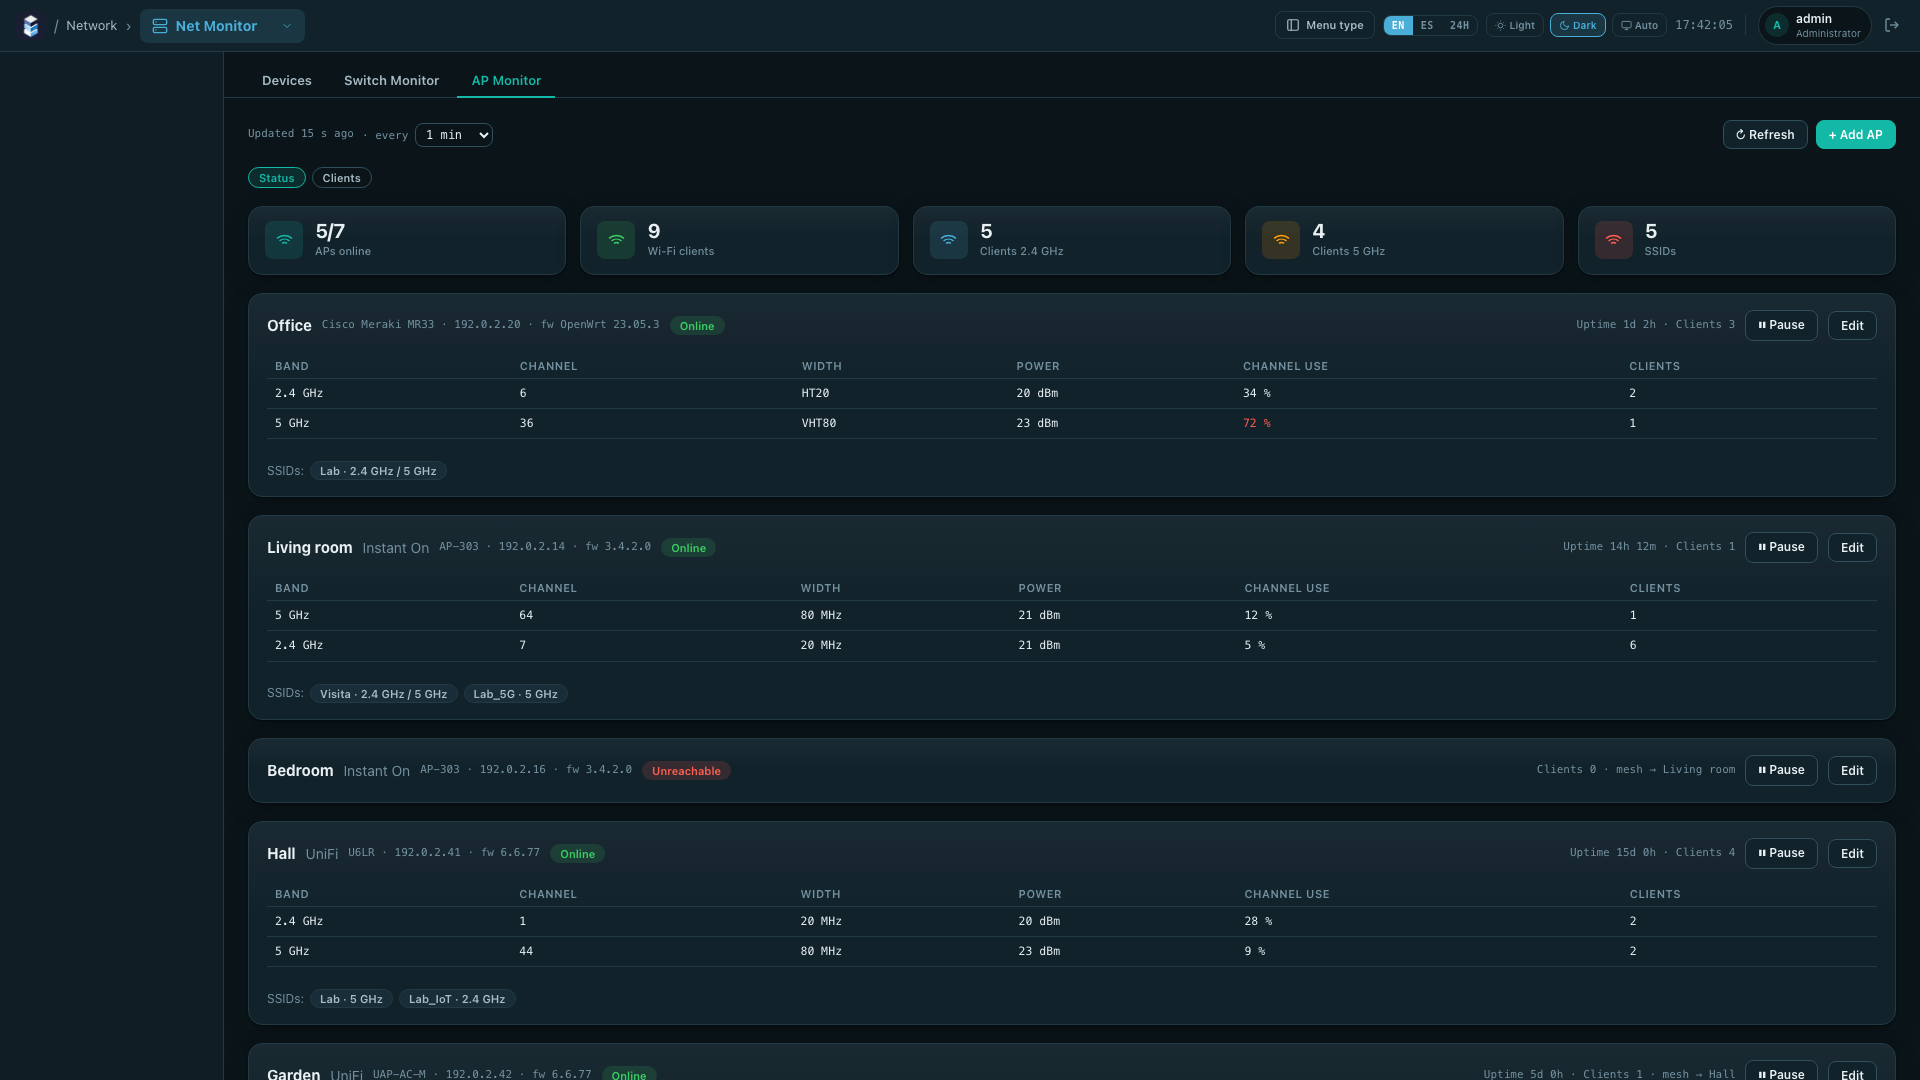 / Network › Net Monitor
Menu type EN ES 24H Light Dark Auto 17:42:05 A admin Administrator
Devices Switch Monitor AP Monitor
Updated 15 s ago · every 1 min
Refresh + Add AP
Status Clients
5/7 APs online
9 Wi-Fi clients
5 Clients 2.4 GHz
4 Clients 5 GHz
5 SSIDs
Office Cisco Meraki MR33 · 192.0.2.20 · fw OpenWrt 23.05.3 Online Uptime 1d 2h · Clients 3 Pause Edit
BAND CHANNEL WIDTH POWER CHANNEL USE CLIENTS
2.4 GHz 6 HT20 20 dBm 34 % 2
5 GHz 36 VHT80 23 dBm 72 % 1
SSIDs: Lab · 2.4 GHz / 5 GHz
Living room Instant On AP-303 · 192.0.2.14 · fw 3.4.2.0 Online Uptime 14h 12m · Clients 1 Pause Edit
BAND CHANNEL WIDTH POWER CHANNEL USE CLIENTS
5 GHz 64 80 MHz 21 dBm 12 % 1
2.4 GHz 7 20 MHz 21 dBm 5 % 6
SSIDs: Visita · 2.4 GHz / 5 GHz Lab_5G · 5 GHz
Bedroom Instant On AP-303 · 192.0.2.16 · fw 3.4.2.0 Unreachable Clients 0 · mesh → Living room Pause Edit
Hall UniFi U6LR · 192.0.2.41 · fw 6.6.77 Online Uptime 15d 0h · Clients 4 Pause Edit
BAND CHANNEL WIDTH POWER CHANNEL USE CLIENTS
2.4 GHz 1 20 MHz 20 dBm 28 % 2
5 GHz 44 80 MHz 23 dBm 9 % 2
SSIDs: Lab · 5 GHz Lab_IoT · 2.4 GHz
Garden UniFi UAP-AC-M · 192.0.2.42 · fw 6.6.77 Online Uptime 5d 0h · Clients 1 · mesh → Hall Pause Edit